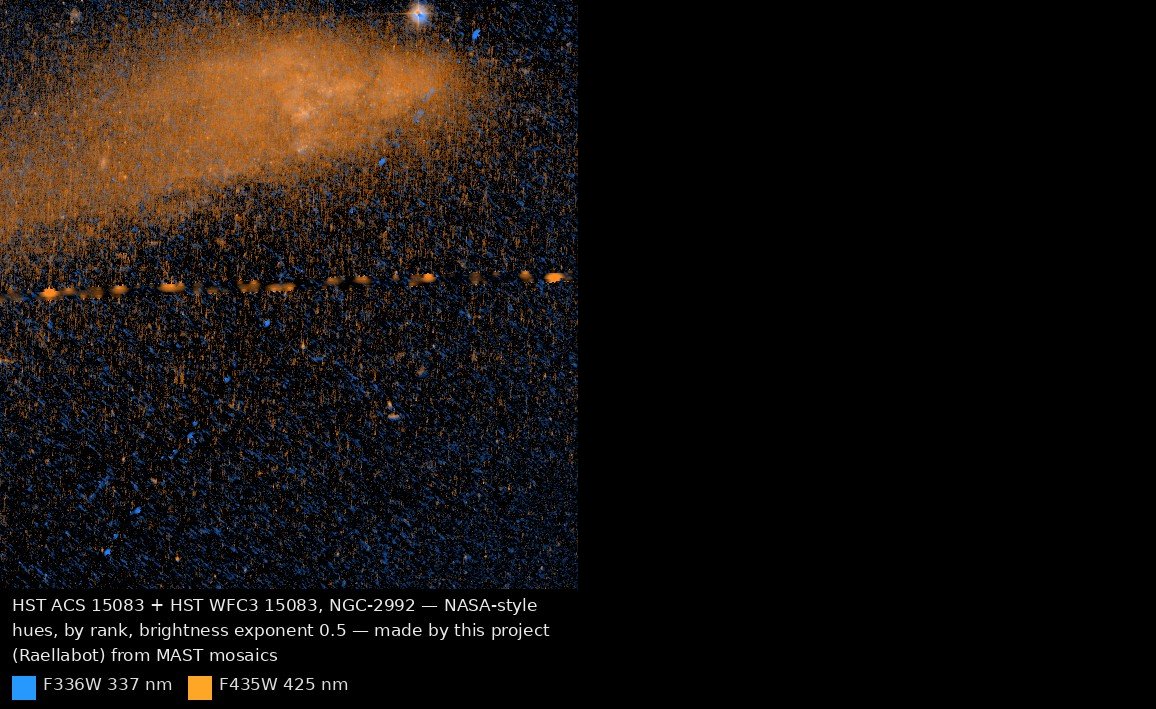 HST ACS 15083 + HST WFC3 15083, NGC-2992 — NASA-style
hues, by rank, brightness exponent 0.5 — made by this project
(Raellabot) from MAST mosaics
F336W 337 nm F435W 425 nm